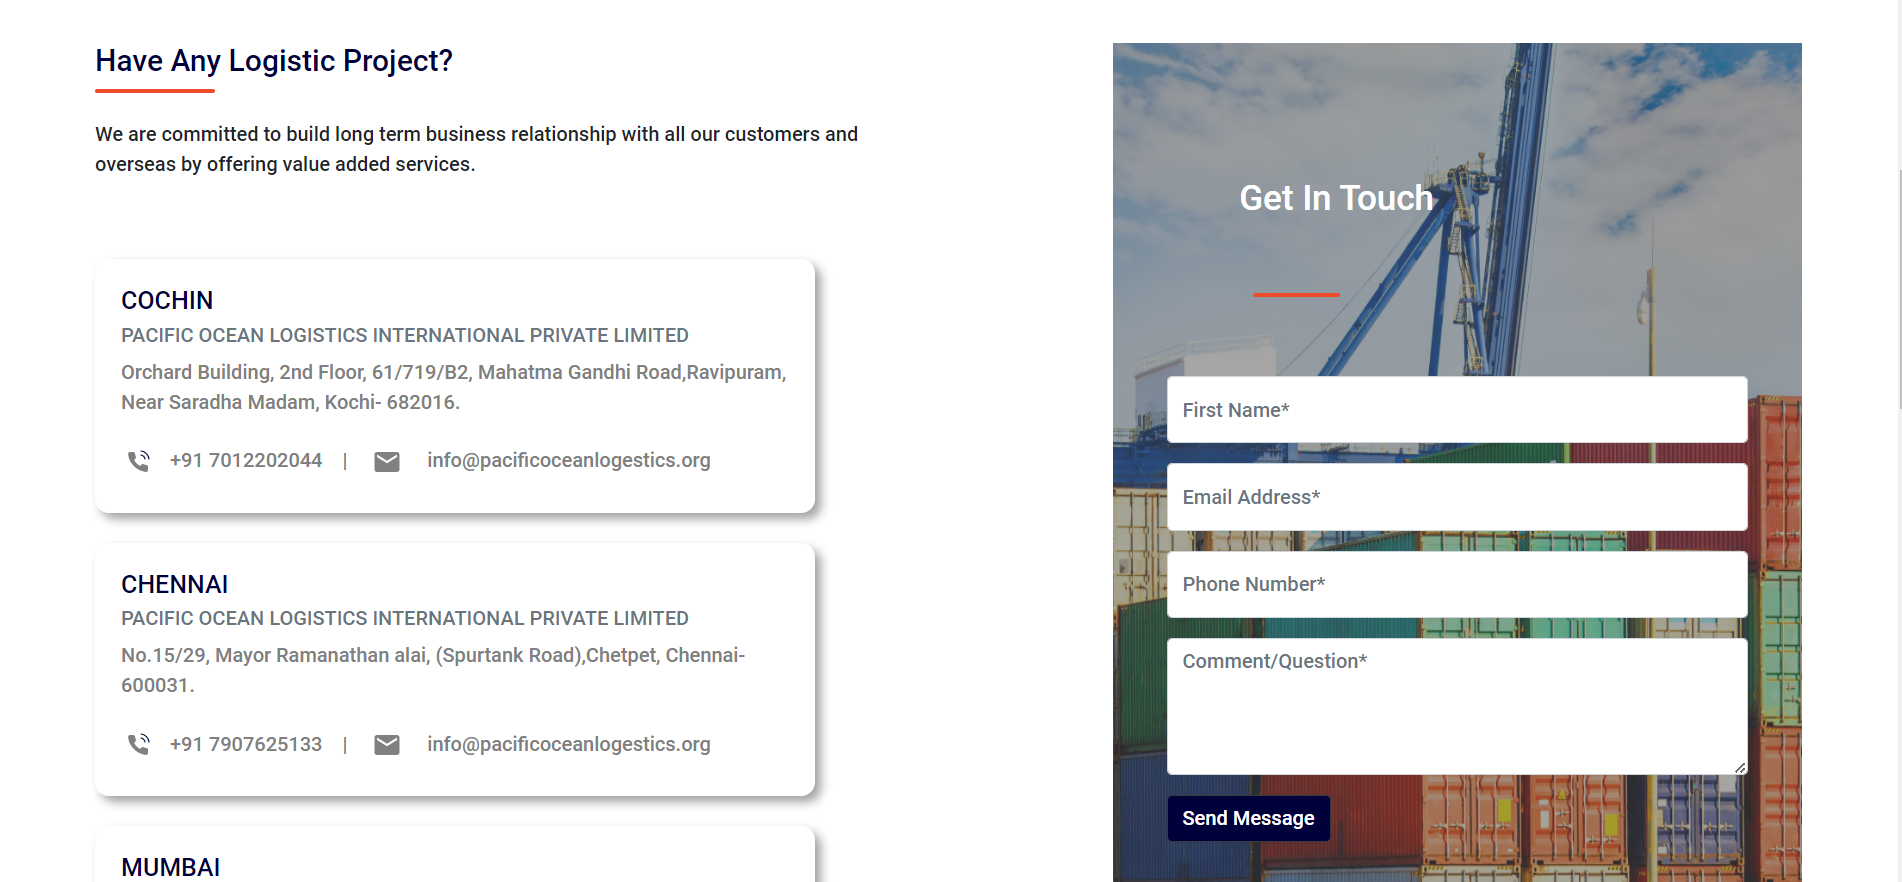 Have Any Logistic Project?
We are committed to build long term business relationship with all our customers and
overseas by offering value added services.
COCHIN
PACIFIC OCEAN LOGISTICS INTERNATIONAL PRIVATE LIMITED
Orchard Building, 2nd Floor, 61/719/B2, Mahatma Gandhi Road,Ravipuram,
Near Saradha Madam, Kochi- 682016.
+91 7012202044 | info@pacificoceanlogestics.org
CHENNAI
PACIFIC OCEAN LOGISTICS INTERNATIONAL PRIVATE LIMITED
No.15/29, Mayor Ramanathan alai, (Spurtank Road),Chetpet, Chennai-
600031.
+91 7907625133 | info@pacificoceanlogestics.org
MUMBAI
Get In Touch
First Name*
Email Address*
Phone Number*
Comment/Question*
Send Message